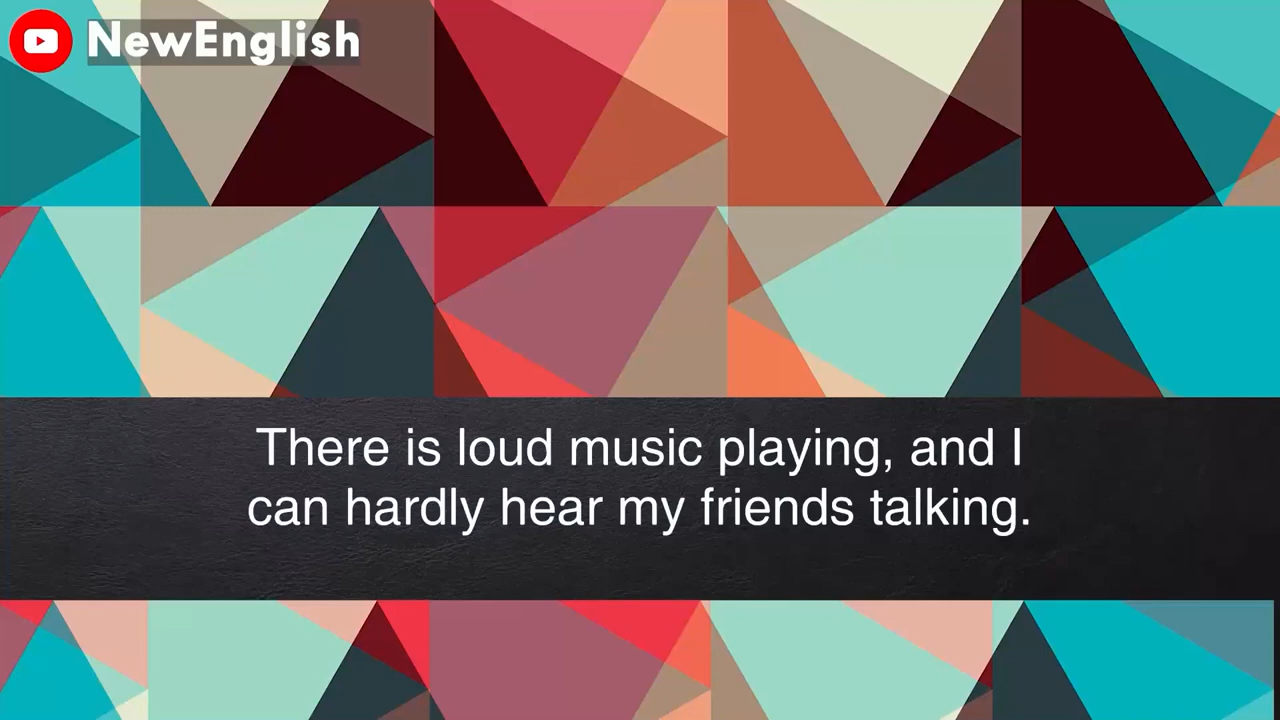 NewEnglish
There is loud music playing, and I
can hardly hear my friends talking.